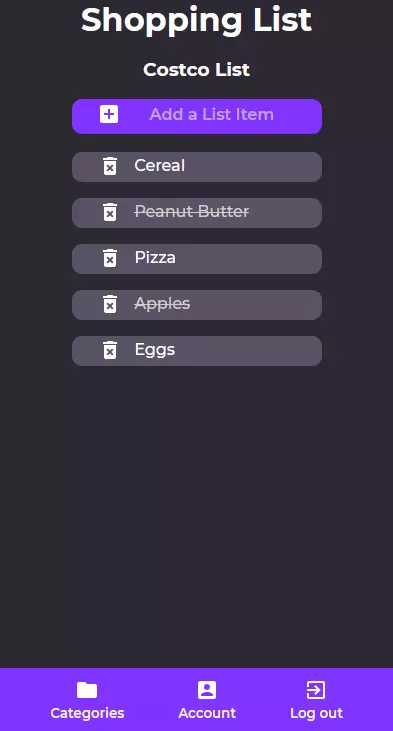 Shopping List
Costco List
Add a List Item
Cereal
Peanut Butter
Pizza
Apples
Eggs
Categories Account Log out